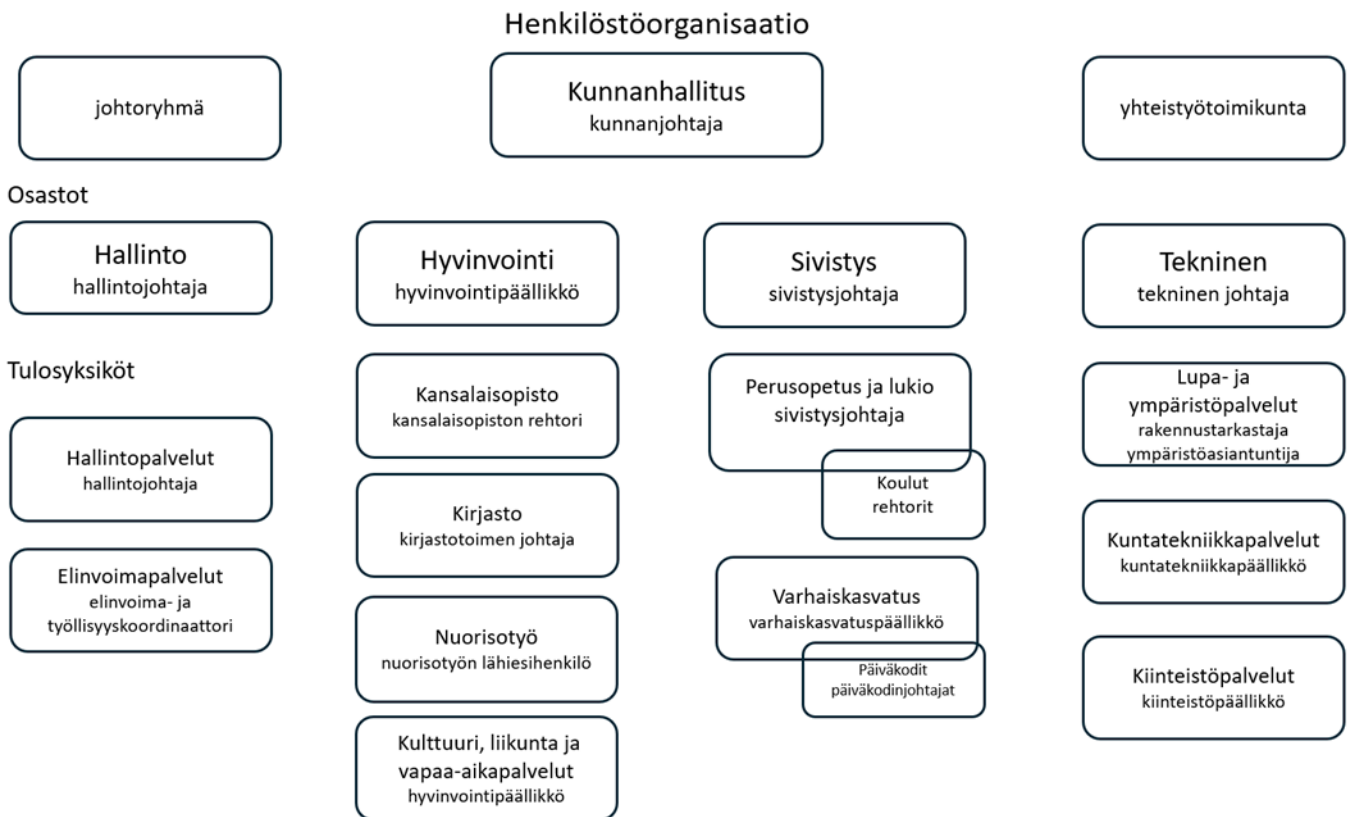 Henkilöstöorganisaatio
johtoryhmä
Kunnanhallitus
kunnanjohtaja
yhteistyötoimikunta
Osastot
Hallinto
hallintojohtaja
Hyvinvointi
hyvinvointipäällikkö
Sivistys
sivistysjohtaja
Tekninen
tekninen johtaja
Tulosyksiköt
Hallintopalvelut
hallintojohtaja
Elinvoimapalvelut
elinvoima- ja
työllisyyskoordinaattori
Kansalaisopisto
kansalaisopiston rehtori
Kirjasto
kirjastotoimen johtaja
Nuorisotyö
nuorisotyön lähiesihenkilö
Kulttuuri, liikunta ja
vapaa-aikapalvelut
hyvinvointipäällikkö
Perusopetus ja lukio
sivistysjohtaja
Koulut
rehtorit
Varhaiskasvatus
varhaiskasvatuspäällikkö
Päiväkodit
päiväkodinjohtajat
Lupa- ja
ympäristöpalvelut
rakennustarkastaja
ympäristöasiantuntija
Kuntatekniikkapalvelut
kuntatekniikkapäällikkö
Kiinteistöpalvelut
kiinteistöpäällikkö